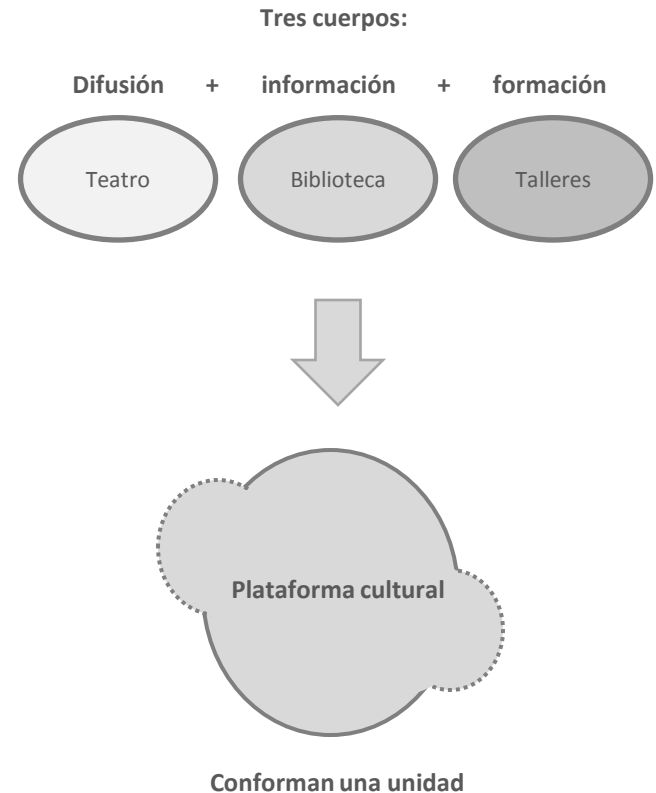 Tres cuerpos:
Difusión + información + formación
Teatro Biblioteca Talleres
Plataforma cultural
Conforman una unidad